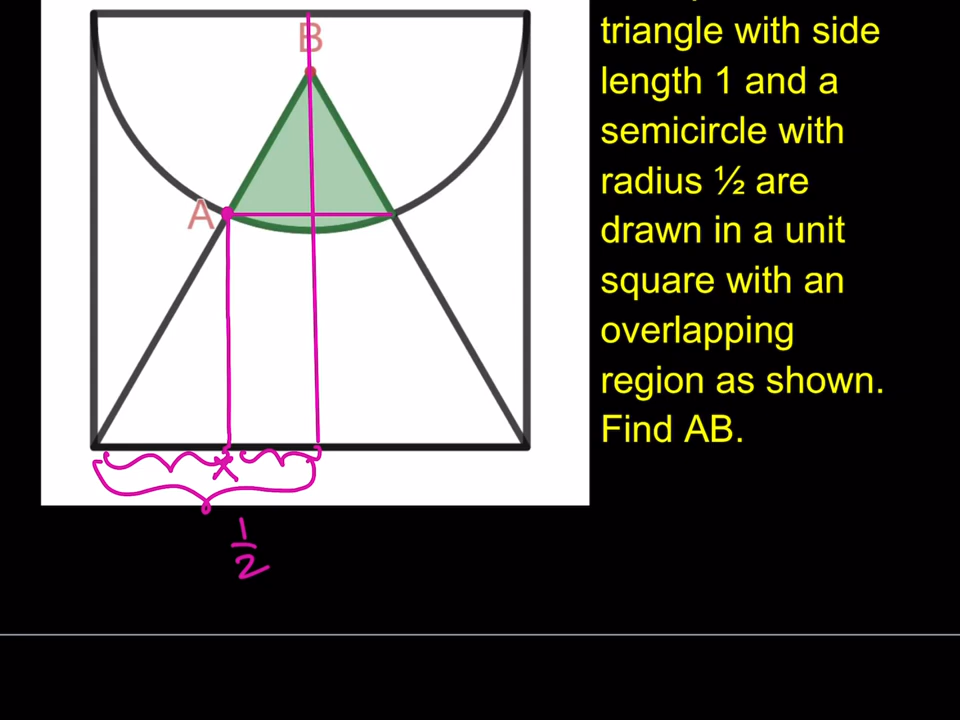 triangle with side
length 1 and a
semicircle with
radius ½ are
drawn in a unit
square with an
overlapping
region as shown.
Find AB.
B
A
x
1
2